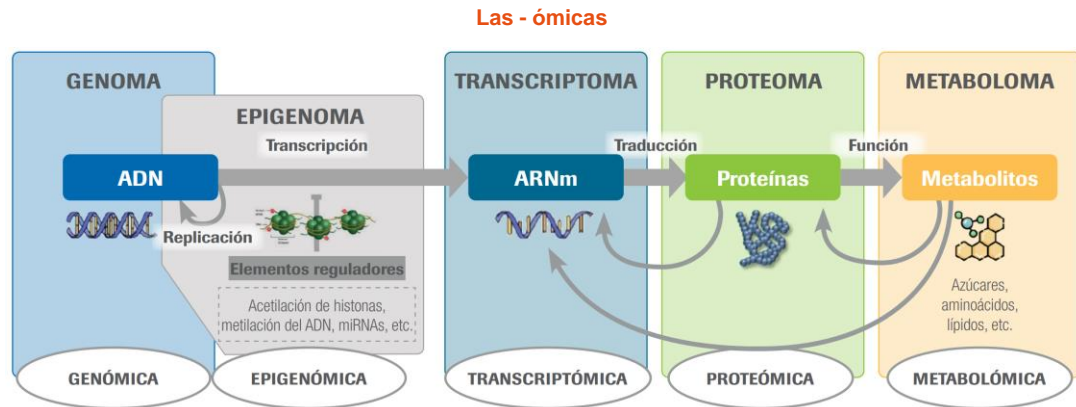 Las - ómicas
GENOMA
EPIGENOMA
TRANSCRIPTOMA
PROTEOMA
METABOLOMA
Transcripción
Traducción
Función
ADN
ARNm
Proteínas
Metabolitos
Replicación
Elementos reguladores
Acetilación de histonas,
metilación del ADN, miRNAs, etc.
Azúcares,
aminoácidos,
lípidos, etc.
GENÓMICA
EPIGENÓMICA
TRANSCRIPTÓMICA
PROTEÓMICA
METABOLÓMICA